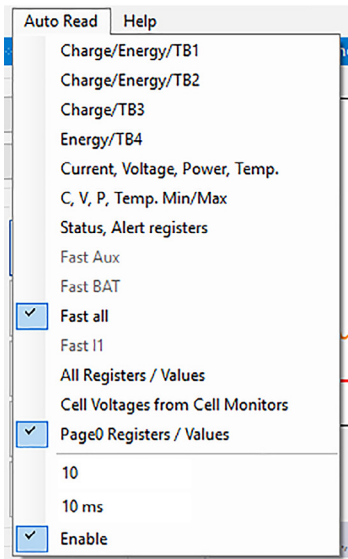 Auto Read Help
Charge/Energy/TB1
Charge/Energy/TB2
Charge/TB3
Energy/TB4
Current, Voltage, Power, Temp.
C, V, P, Temp. Min/Max
Status, Alert registers
Fast Aux
Fast BAT
Fast all
Fast I1
All Registers / Values
Cell Voltages from Cell Monitors
Page0 Registers / Values
10
10 ms
Enable